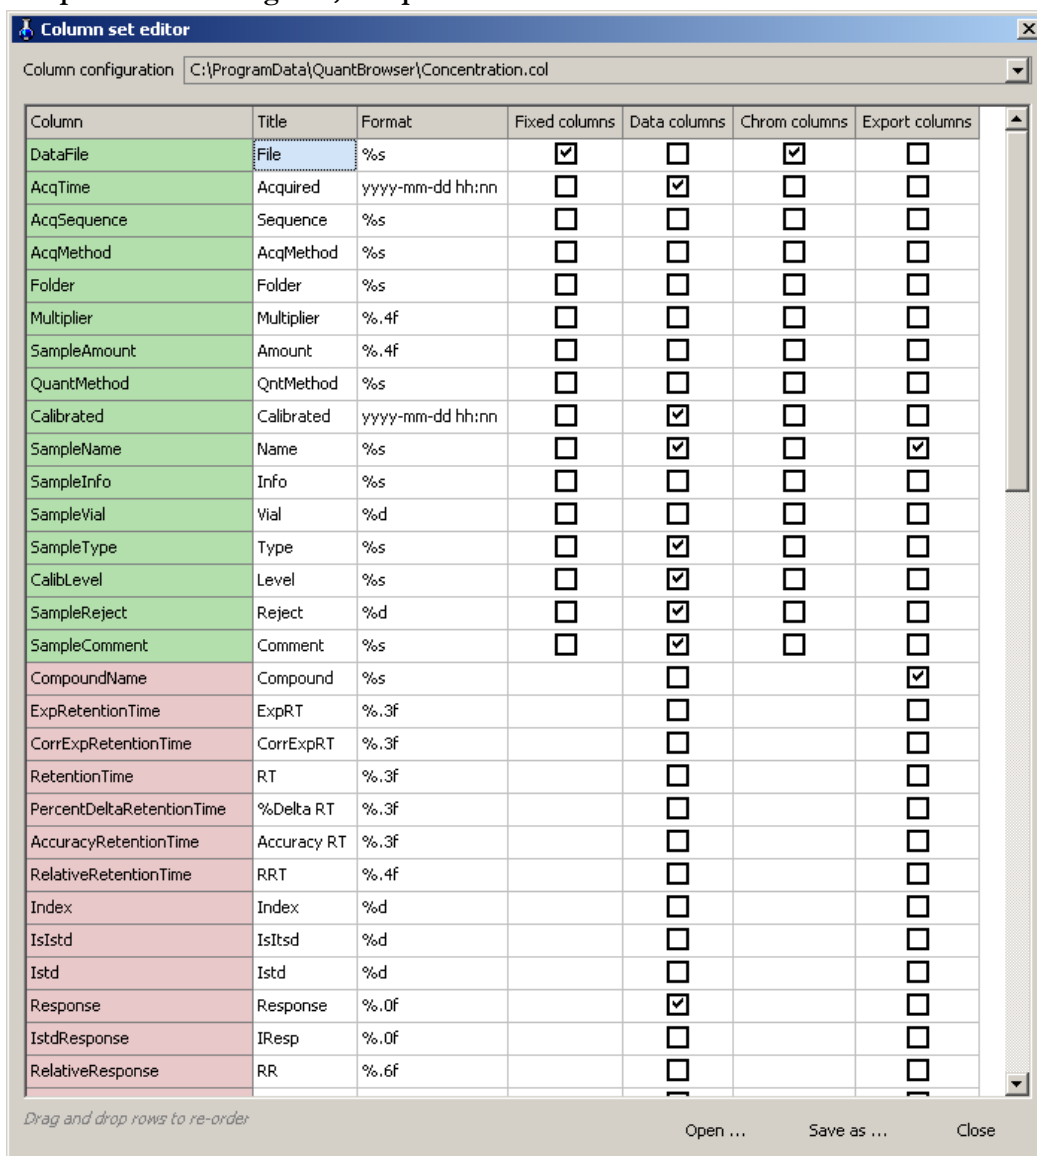 Column set editor
Column configuration C:\ProgramData\QuantBrowser\Concentration.col
Column Title Format Fixed columns Data columns Chrom columns Export columns
DataFile File %s
AcqTime Acquired yyyy-mm-dd hh:nn
AcqSequence Sequence %s
AcqMethod AcqMethod %s
Folder Folder %s
Multiplier Multiplier %.4f
SampleAmount Amount %.4f
QuantMethod QntMethod %s
Calibrated Calibrated yyyy-mm-dd hh:nn
SampleName Name %s
SampleInfo Info %s
SampleVial Vial %d
SampleType Type %s
CalibLevel Level %s
SampleReject Reject %d
SampleComment Comment %s
CompoundName Compound %s
ExpRetentionTime ExpRT %.3f
CorrExpRetentionTime CorrExpRT %.3f
RetentionTime RT %.3f
PercentDeltaRetentionTime %Delta RT %.3f
AccuracyRetentionTime Accuracy RT %.3f
RelativeRetentionTime RRT %.4f
Index Index %d
IsIstd IsItsd %d
Istd Istd %d
Response Response %.0f
IstdResponse IResp %.0f
RelativeResponse RR %.6f
Drag and drop rows to re-order
Open ... Save as ... Close